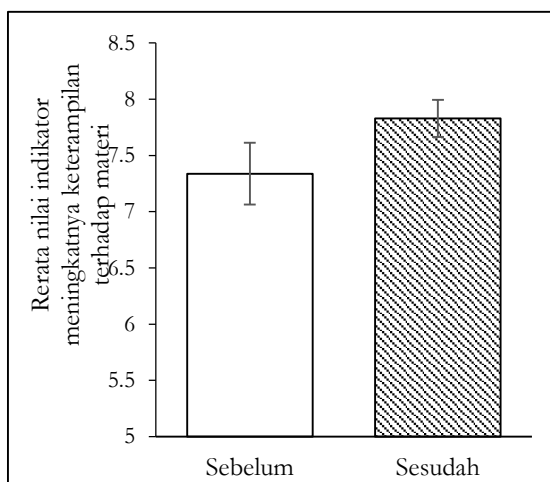 Rerata nilai indikator
meningkatnya keterampilan
terhadap materi
8.5
8
7.5
7
6.5
6
5.5
5
Sebelum
Sesudah